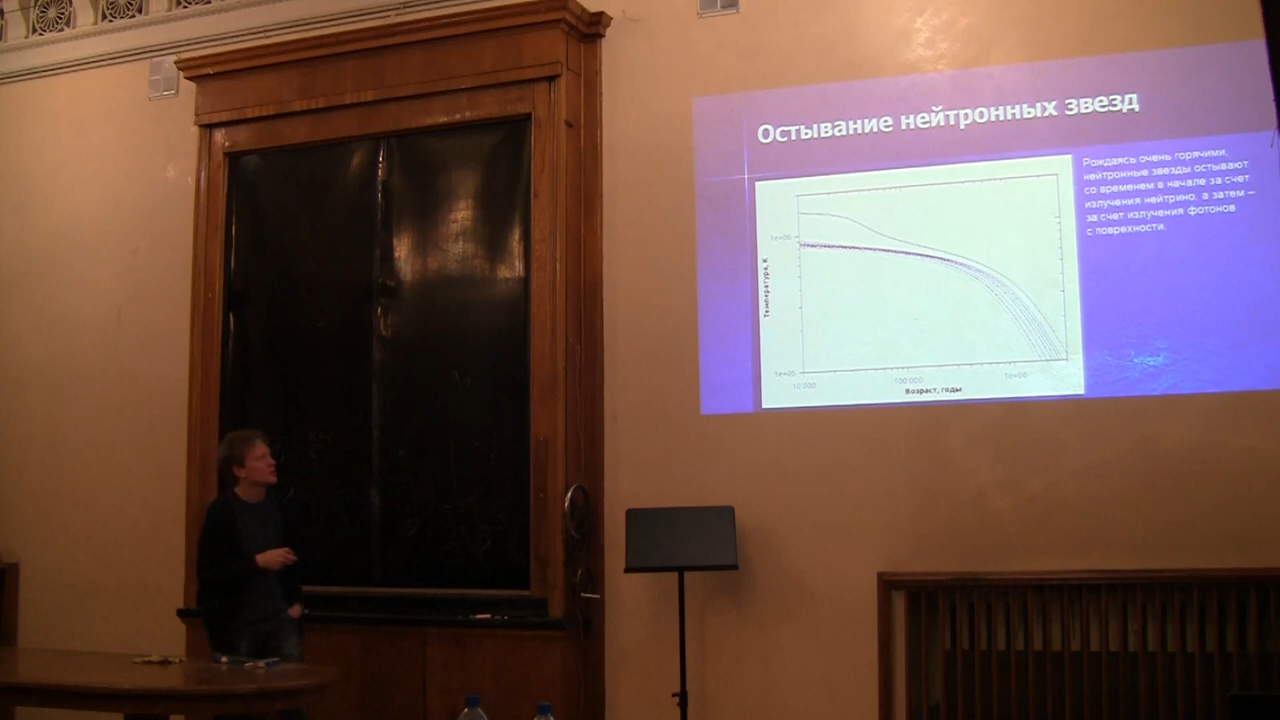 Остывание нейтронных звезд
Рождаясь очень горячими,
нейтронные звезды остывают
со временем в начале за счет
излучения нейтрино, а затем –
за счет излучения фотонов
с поврехности.
1e+06
Температура, К
1e+05
10 000
100 000
1e+06
Возраст, годы